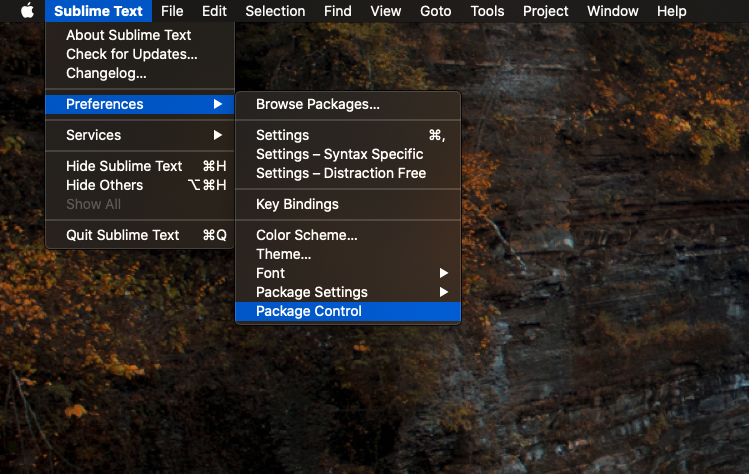 Sublime Text File Edit Selection Find View Goto Tools Project Window Help
About Sublime Text
Check for Updates...
Changelog...
Preferences
Services
Hide Sublime Text ⌘H
Hide Others ⌥⌘H
Show All
Quit Sublime Text ⌘Q
Browse Packages...
Settings ⌘,
Settings – Syntax Specific
Settings – Distraction Free
Key Bindings
Color Scheme...
Theme...
Font
Package Settings
Package Control